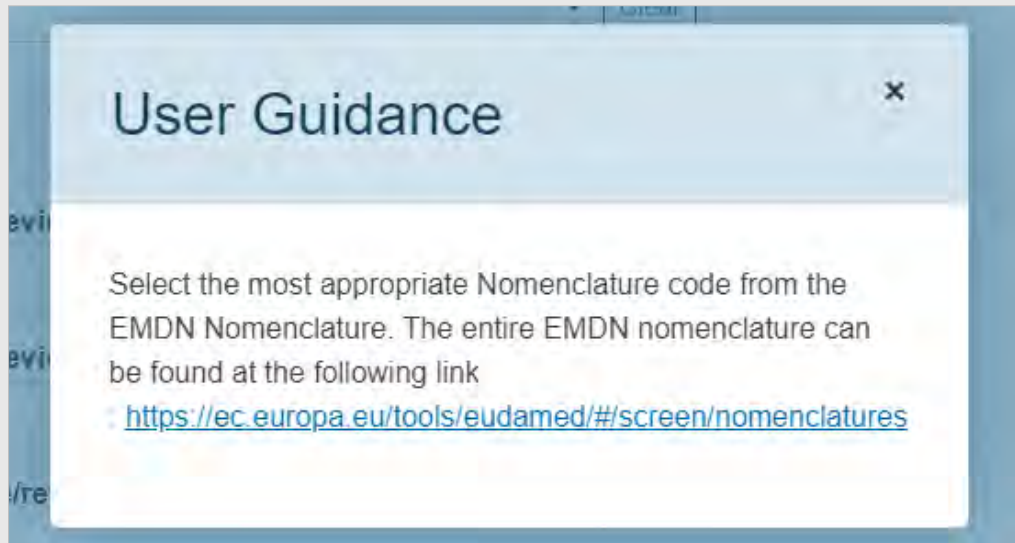 User Guidance
×
Select the most appropriate Nomenclature code from the
EMDN Nomenclature. The entire EMDN nomenclature can
be found at the following link
: https://ec.europa.eu/tools/eudamed/#/screen/nomenclatures